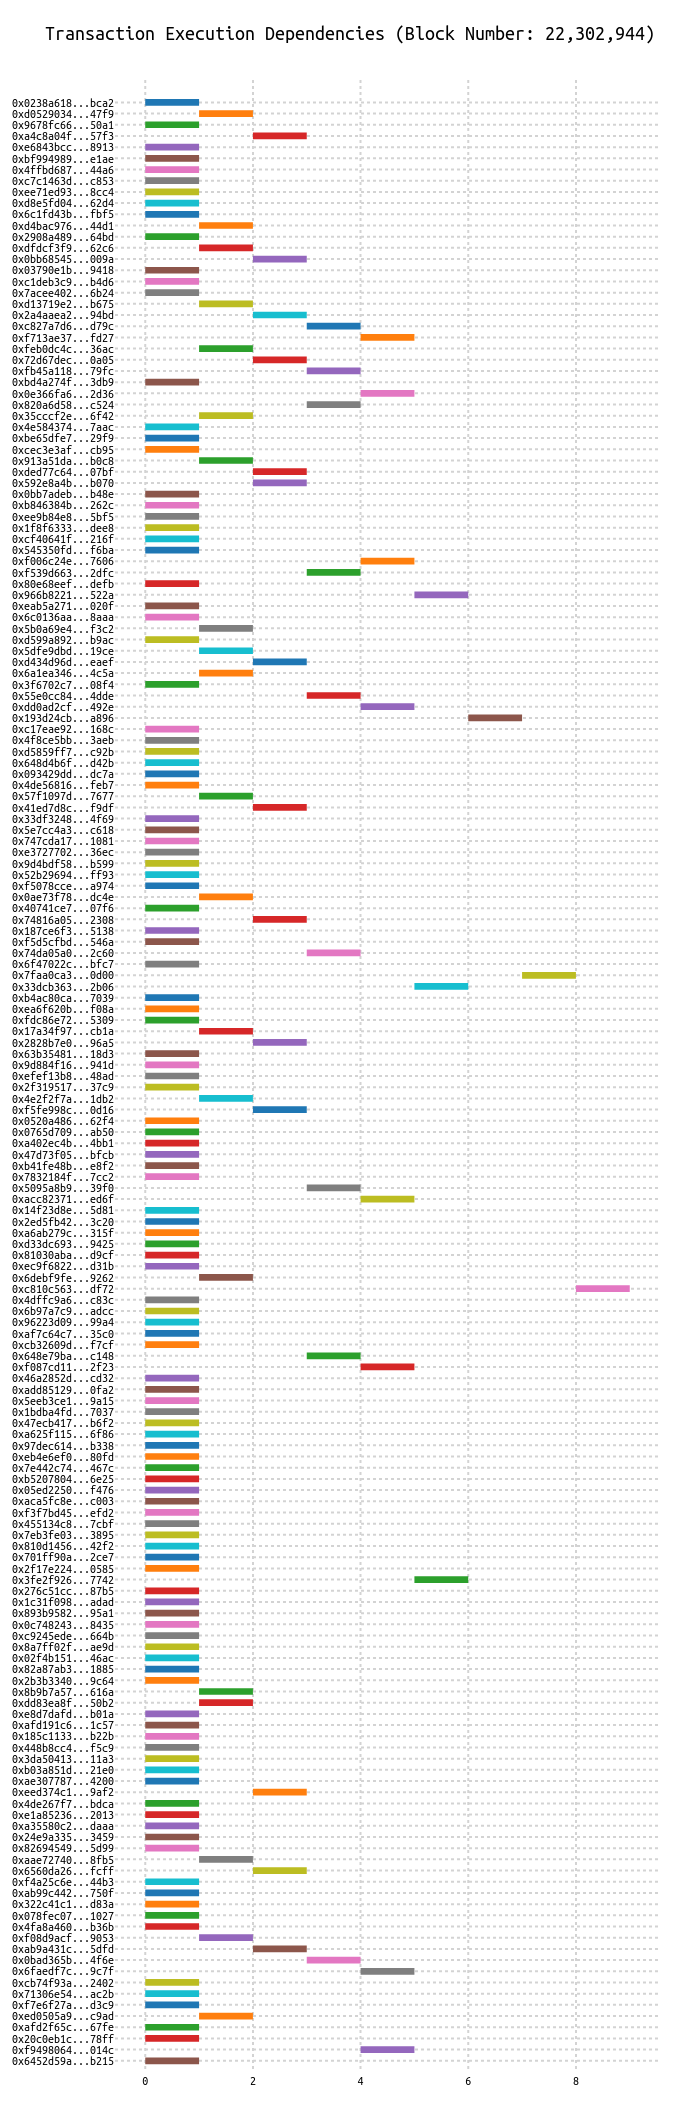 Transaction Execution Dependencies (Block Number: 22,302,944)
0x0238a618...bca2
0xd0529034...47f9
0x9678fc66...50a1
0xa4c8a04f...57f3
0xe6843bcc...8913
0xbf994989...e1ae
0x4ffbd687...44a6
0xc7c1463d...c853
0xee71ed93...8cc4
0xd8e5fd04...62d4
0x6c1fd43b...fbf5
0xd4bac976...44d1
0x2908a489...64bd
0xdfdcf3f9...62c6
0x0bb68545...009a
0x03790e1b...9418
0xc1deb3c9...b4d6
0x7acee402...6b24
0xd13719e2...b675
0x2a4aaea2...94bd
0xc827a7d6...d79c
0xf713ae37...fd27
0xfeb0dc4c...36ac
0x72d67dec...0a05
0xfb45a118...79fc
0xbd4a274f...3db9
0x0e366fa6...2d36
0x820a6d58...c524
0x35cccf2e...6f42
0x4e584374...7aac
0xbe65dfe7...29f9
0xcec3e3af...cb95
0x913a51da...b0c8
0xded77c64...07bf
0x592e8a4b...b070
0x0bb7adeb...b48e
0xb846384b...262c
0xee9b84e8...5bf5
0x1f8f6333...dee8
0xcf40641f...216f
0x545350fd...f6ba
0xf006c24e...7606
0xf539d663...2dfc
0x80e68eef...defb
0x966b8221...522a
0xeab5a271...020f
0x6c0136aa...8aaa
0x5b0a69e4...f3c2
0xd599a892...b9ac
0x5dfe9dbd...19ce
0xd434d96d...eaef
0x6a1ea346...4c5a
0x3f6702c7...08f4
0x55e0cc84...4dde
0xdd0ad2cf...492e
0x193d24cb...a896
0xc17eae92...168c
0x4f8ce5bb...3aeb
0xd5859ff7...c92b
0x648d4b6f...d42b
0x093429dd...dc7a
0x4de56816...feb7
0x57f1097d...7677
0x41ed7d8c...f9df
0x33df3248...4f69
0x5e7cc4a3...c618
0x747cda17...1081
0xe3727702...36ec
0x9d4bdf58...b599
0x52b29694...ff93
0xf5078cce...a974
0x0ae73f78...dc4e
0x40741ce7...07f6
0x74816a05...2308
0x187ce6f3...5138
0xf5d5cfbd...546a
0x74da05a0...2c60
0x6f47022c...bfc7
0x7faa0ca3...0d00
0x33dcb363...2b06
0xb4ac80ca...7039
0xea6f620b...f08a
0xfdc86e72...5309
0x17a34f97...cb1a
0x2828b7e0...96a5
0x63b35481...18d3
0x9d884f16...941d
0xefef13b8...48ad
0x2f319517...37c9
0x4e2f2f7a...1db2
0xf5fe998c...0d16
0x0520a486...62f4
0x0765d709...ab50
0xa402ec4b...4bb1
0x47d73f05...bfcb
0xb41fe48b...e8f2
0x7832184f...7cc2
0x5095a8b9...39f0
0xacc82371...ed6f
0x14f23d8e...5d81
0x2ed5fb42...3c20
0xa6ab279c...315f
0xd33dc693...9425
0x81030aba...d9cf
0xec9f6822...d31b
0x6debf9fe...9262
0xc810c563...df72
0x4dffc9a6...c83c
0x6b97a7c9...adcc
0x96223d09...99a4
0xaf7c64c7...35c0
0xcb32609d...f7cf
0x648e79ba...c148
0xf087cd11...2f23
0x46a2852d...cd32
0xadd85129...0fa2
0x5eeb3ce1...9a15
0x1bdba4fd...7037
0x47ecb417...b6f2
0xa625f115...6f86
0x97dec614...b338
0xeb4e6ef0...80fd
0x7e442c74...467c
0xb5207804...6e25
0x05ed2250...f476
0xaca5fc8e...c003
0xf3f7bd45...efd2
0x455134c8...7cbf
0x7eb3fe03...3895
0x810d1456...42f2
0x701ff90a...2ce7
0x2f17e224...0585
0x3fe2f926...7742
0x276c51cc...87b5
0x1c31f098...adad
0x893b9582...95a1
0x0c748243...8435
0xc9245ede...664b
0x8a7ff02f...ae9d
0x02f4b151...46ac
0x82a87ab3...1885
0x2b3b3340...9c64
0x8b9b7a57...616a
0xdd83ea8f...50b2
0xe8d7dafd...b01a
0xafd191c6...1c57
0x185c1133...b22b
0x448b8cc4...f5c9
0x3da50413...11a3
0xb03a851d...21e0
0xae307787...4200
0xeed374c1...9af2
0x4de267f7...bdca
0xe1a85236...2013
0xa35580c2...daaa
0x24e9a335...3459
0x82694549...5d99
0xaae72740...8fb5
0x6560da26...fcff
0xf4a25c6e...44b3
0xab99c442...750f
0x322c41c1...d83a
0x078fec07...1027
0x4fa8a460...b36b
0xf08d9acf...9053
0xab9a431c...5dfd
0x0bad365b...4f6e
0x6faedf7c...9c7f
0xcb74f93a...2402
0x71306e54...ac2b
0xf7e6f27a...d3c9
0xed0505a9...c9ad
0xafd2f65c...67fe
0x20c0eb1c...78ff
0xf9498064...014c
0x6452d59a...b215
0 2 4 6 8